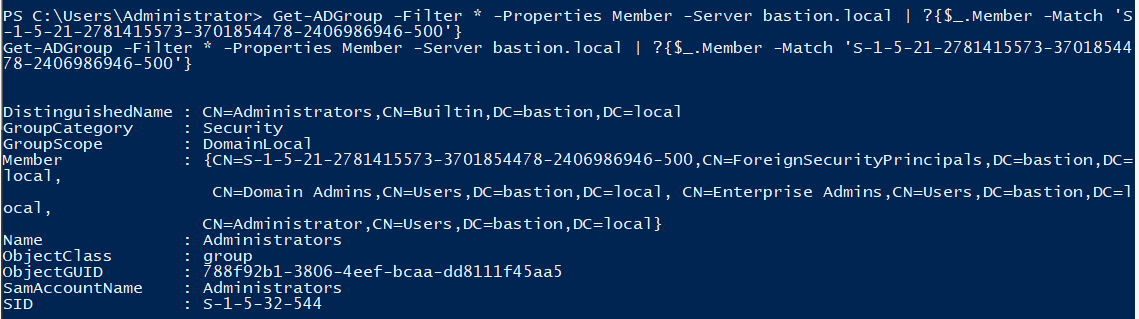 PS C:\Users\Administrator> Get-ADGroup -Filter * -Properties Member -Server bastion.local | ?{$_.Member -Match 'S
-1-5-21-2781415573-3701854478-2406986946-500'}
Get-ADGroup -Filter * -Properties Member -Server bastion.local | ?{$_.Member -Match 'S-1-5-21-2781415573-37018544
78-2406986946-500'}
DistinguishedName : CN=Administrators,CN=Builtin,DC=bastion,DC=local
GroupCategory     : Security
GroupScope        : DomainLocal
Member            : {CN=S-1-5-21-2781415573-3701854478-2406986946-500,CN=ForeignSecurityPrincipals,DC=bastion,DC=
local,
                     CN=Domain Admins,CN=Users,DC=bastion,DC=local, CN=Enterprise Admins,CN=Users,DC=bastion,DC=l
ocal,
                    CN=Administrator,CN=Users,DC=bastion,DC=local}
Name              : Administrators
ObjectClass       : group
ObjectGUID        : 788f92b1-3806-4eef-bcaa-dd8111f45aa5
SamAccountName    : Administrators
SID               : S-1-5-32-544